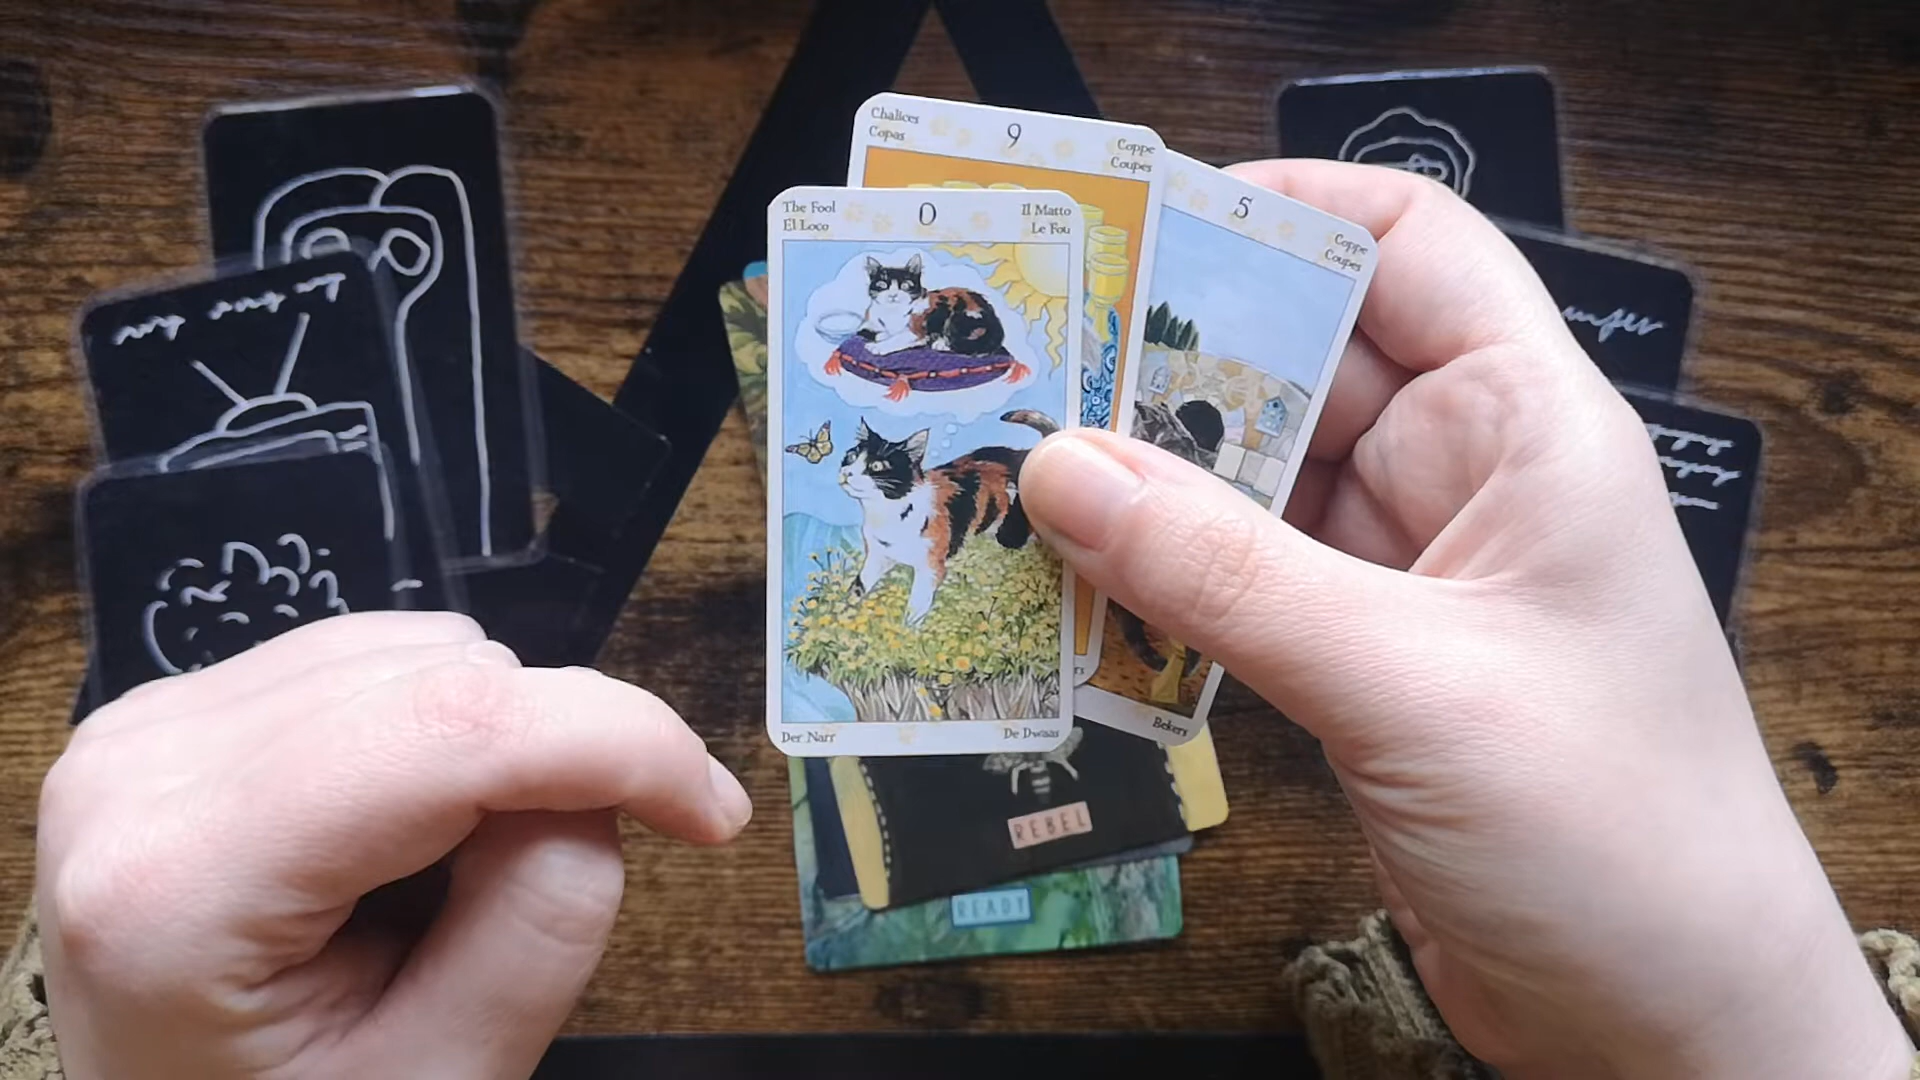 Chalices
Copas
9
Coppe
Coupes
The Fool
El Loco
0
Il Matto
Le Fou
5
Coppe
Coupes
Der Narr
De Dwaas
Bekers
REBEL
READY